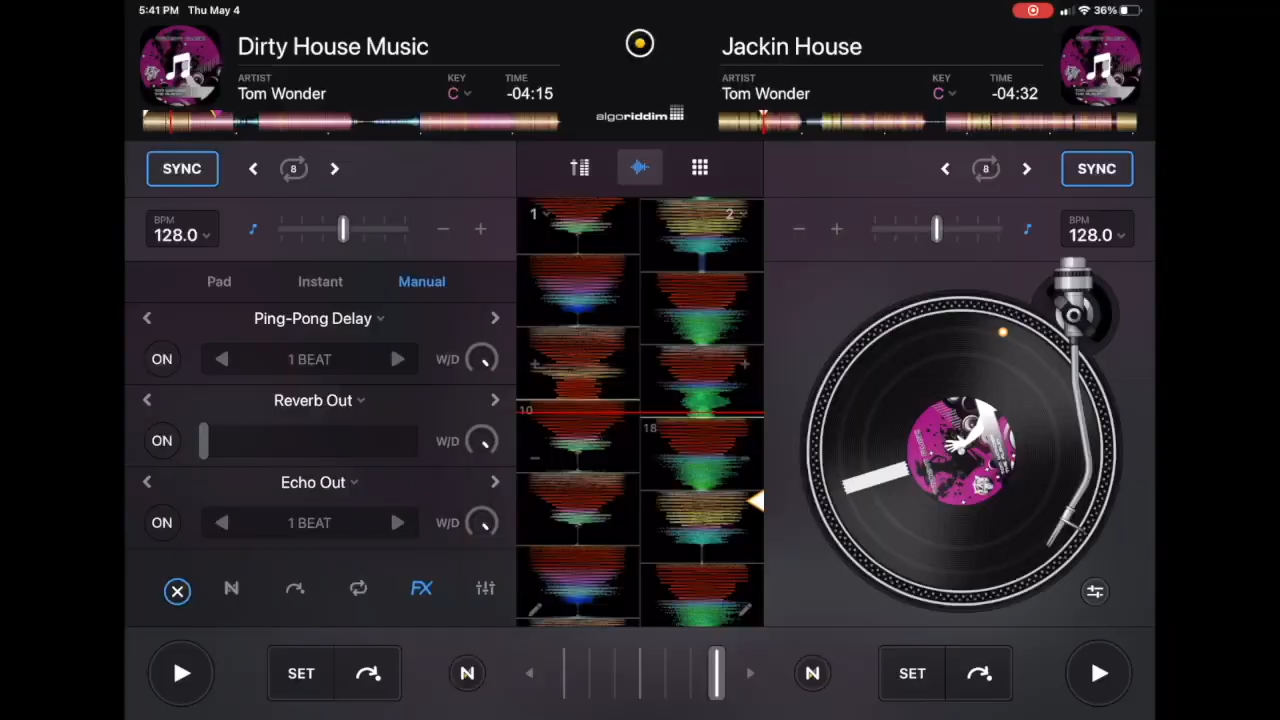 5:41 PM Thu May 4
36%
Dirty House Music
ARTIST
Tom Wonder
KEY
C
TIME
-04:15
algoriddim
Jackin House
ARTIST
Tom Wonder
KEY
C
TIME
-04:32
SYNC
8
8
SYNC
BPM
128.0
BPM
128.0
1
2
10
18
Pad Instant Manual
Ping-Pong Delay
ON
1 BEAT
W/D
Reverb Out
ON
W/D
Echo Out
ON
1 BEAT
W/D
FX
SET
N
N
SET